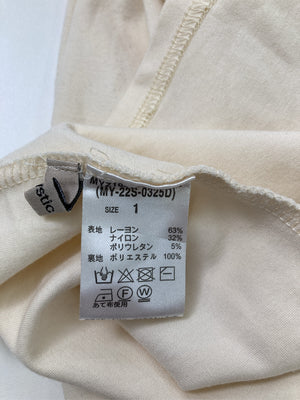 (MY-22S-0325D)
SIZE 1
表地 レーヨン 63%
ナイロン 32%
ポリウレタン 5%
裏地 ポリエステル 100%
あて布使用